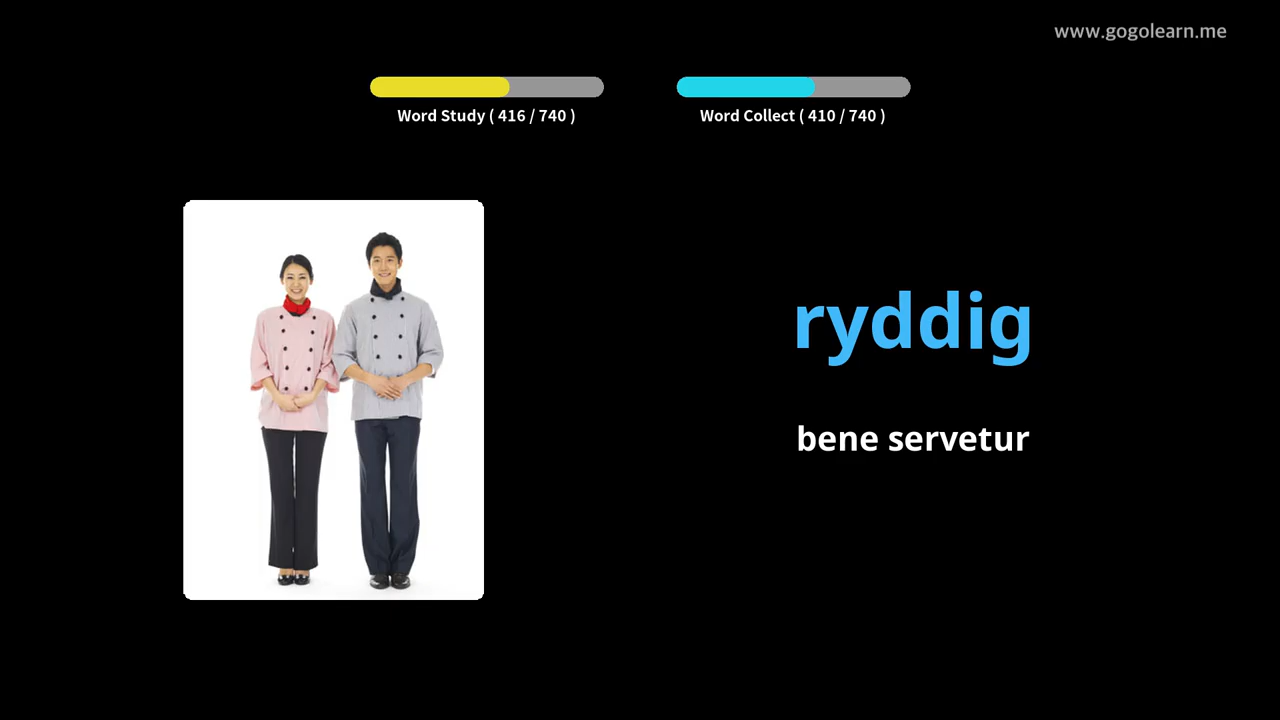 www.gogolearn.me
Word Study ( 416 / 740 )
Word Collect ( 410 / 740 )
ryddig
bene servetur